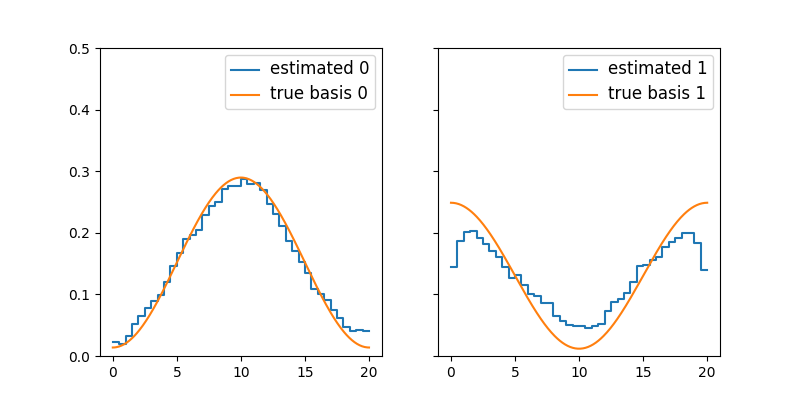 0.5
0.4
0.3
0.2
0.1
0.0
0 5 10 15 20
estimated 0
true basis 0
0 5 10 15 20
estimated 1
true basis 1